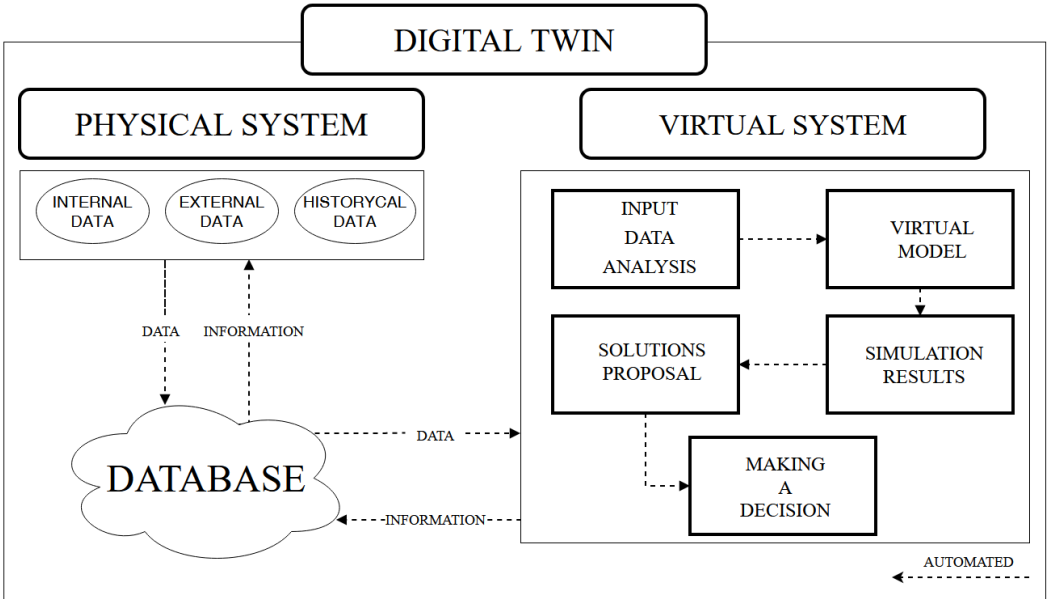 DIGITAL TWIN
PHYSICAL SYSTEM
VIRTUAL SYSTEM
INTERNAL
DATA
EXTERNAL
DATA
HISTORYCAL
DATA
INPUT
DATA
ANALYSIS
VIRTUAL
MODEL
DATA
INFORMATION
SOLUTIONS
PROPOSAL
SIMULATION
RESULTS
DATABASE
DATA
INFORMATION
MAKING
A
DECISION
AUTOMATED